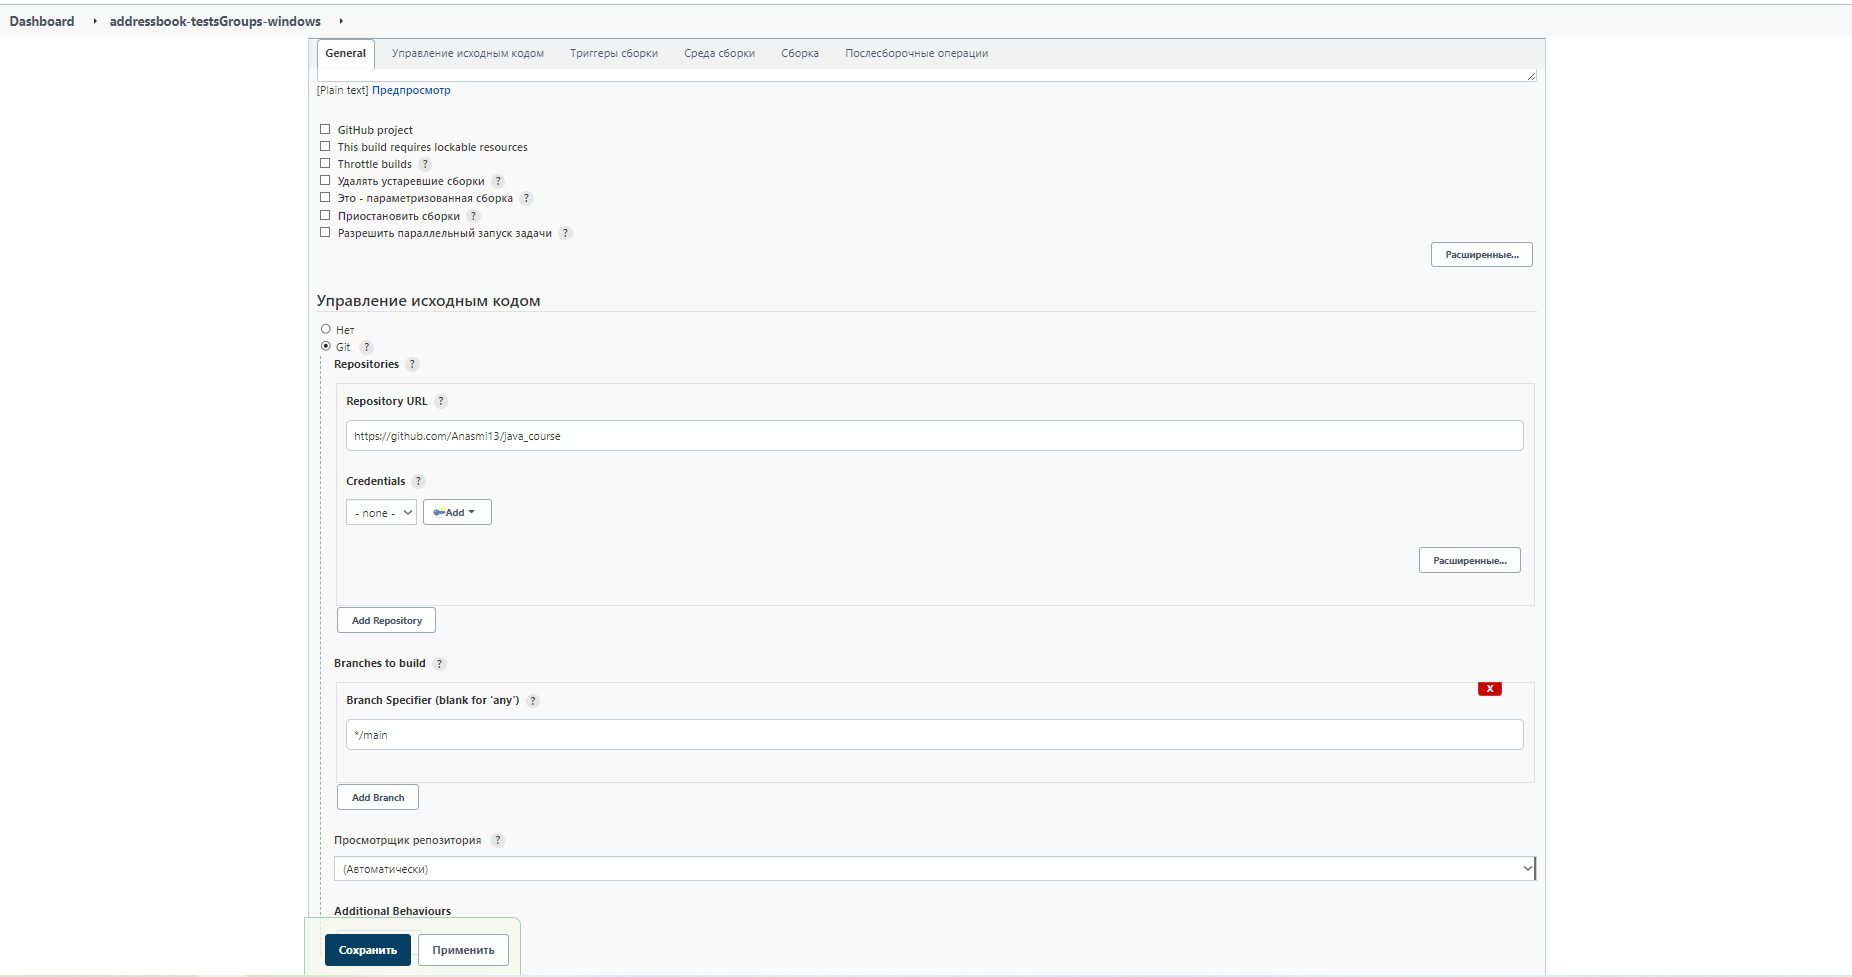 Dashboard addressbook-testsGroups-windows
General Управление исходным кодом Триггеры сборки Среда сборки Сборка Послесборочные операции
[Plain text] Предпросмотр
GitHub project
This build requires lockable resources
Throttle builds ?
Удалять устаревшие сборки ?
Это - параметризованная сборка ?
Приостановить сборки ?
Разрешить параллельный запуск задачи ?
Расширенные...
Управление исходным кодом
Нет
Git ?
Repositories ?
Repository URL ?
https://github.com/Anasmi13/java_course
Credentials ?
- none - Add
Расширенные...
Add Repository
Branches to build ?
X
Branch Specifier (blank for 'any') ?
*/main
Add Branch
Просмотрщик репозитория ?
(Автоматически)
Additional Behaviours
Сохранить Применить